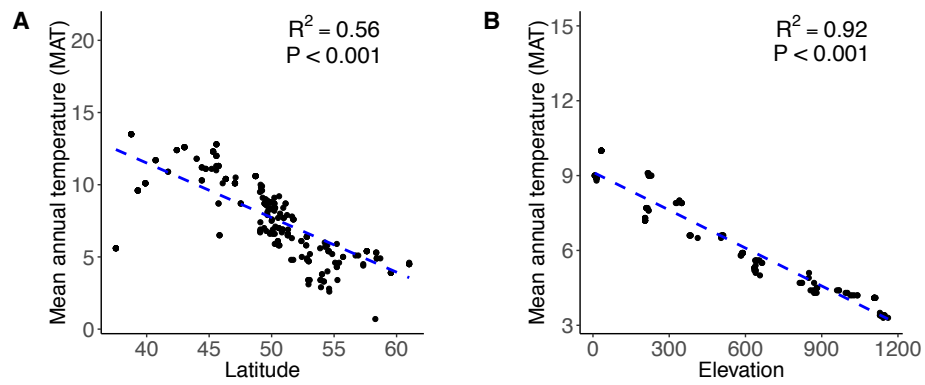 A
Mean annual temperature (MAT)
20
15
10
5
0
R² = 0.56
P < 0.001
40 45 50 55 60
Latitude
B
Mean annual temperature (MAT)
15
12
9
6
3
R² = 0.92
P < 0.001
0 300 600 900 1200
Elevation